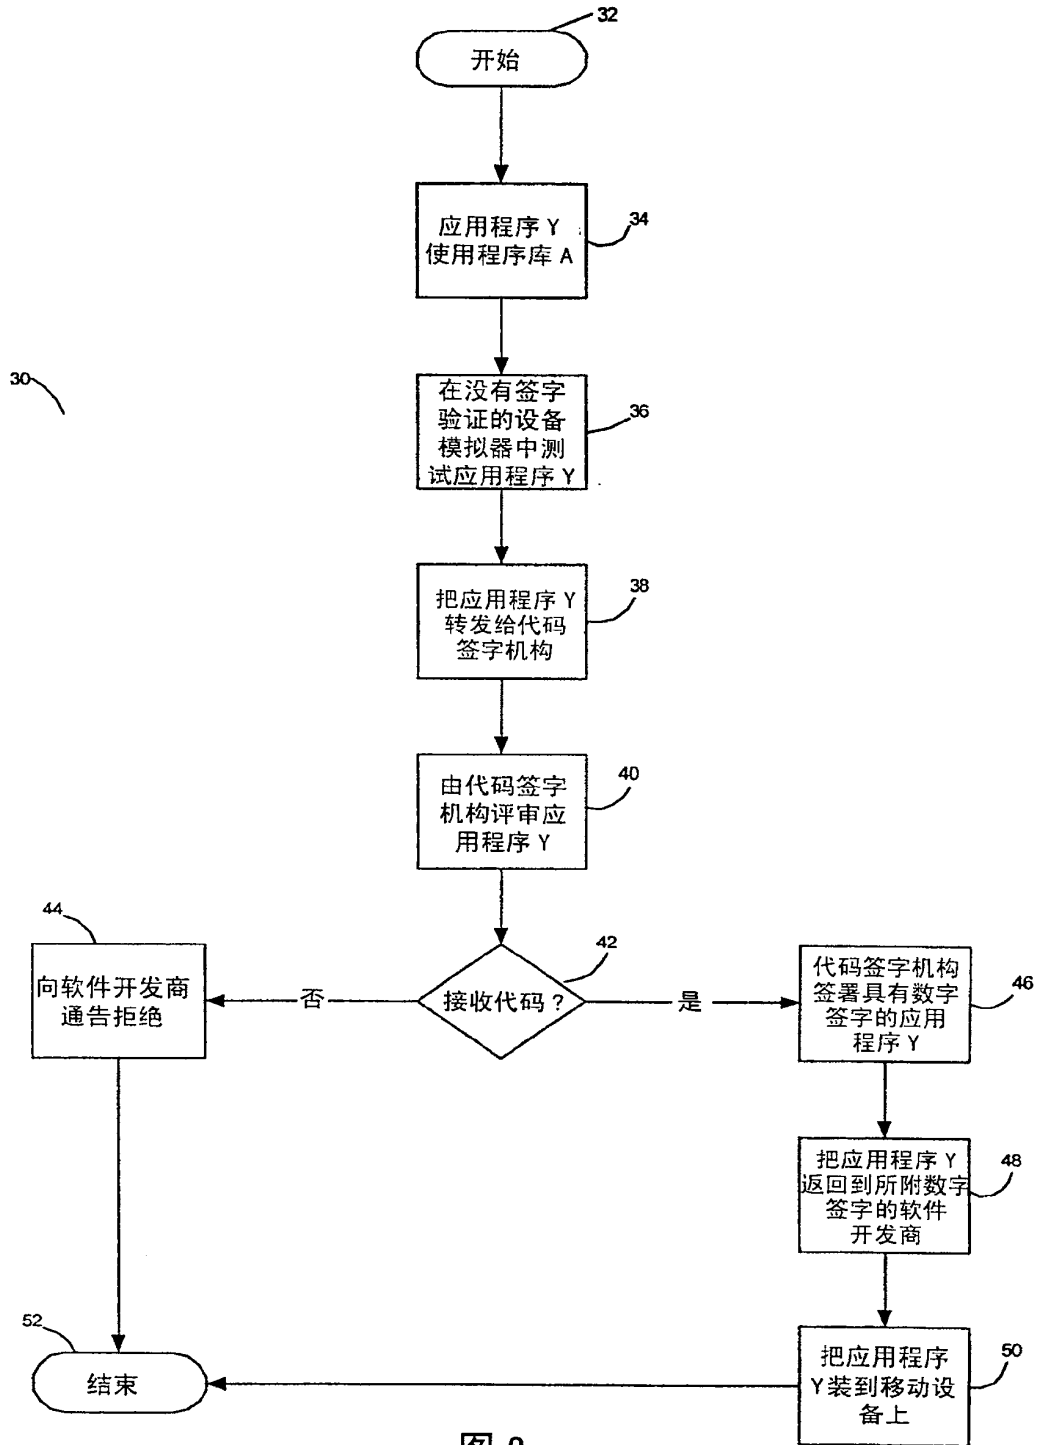 32
开始
34
应用程序 Y
使用程序库 A
30
36
在没有签字
验证的设备
模拟器中测
试应用程序 Y
38
把应用程序 Y
转发给代码
签字机构
40
由代码签字
机构评审应
用程序 Y
44
向软件开发商
通告拒绝
否
42
接收代码?
是
46
代码签字机构
签署具有数字
签字的应用
程序 Y
48
把应用程序 Y
返回到所附数字
签字的软件
开发商
52
结束
50
把应用程序
Y装到移动设
备上
图